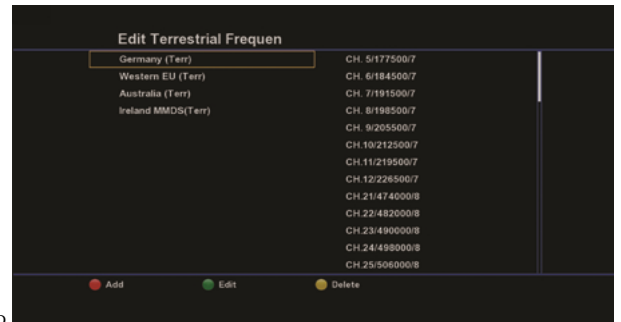 Edit Terrestrial Frequen
Germany (Terr) CH. 5/177500/7
Western EU (Terr) CH. 6/184500/7
Australia (Terr) CH. 7/191500/7
Ireland MMDS(Terr) CH. 8/198500/7
CH. 9/205500/7
CH.10/212500/7
CH.11/219500/7
CH.12/226500/7
CH.21/474000/8
CH.22/482000/8
CH.23/490000/8
CH.24/498000/8
CH.25/506000/8
Add Edit Delete